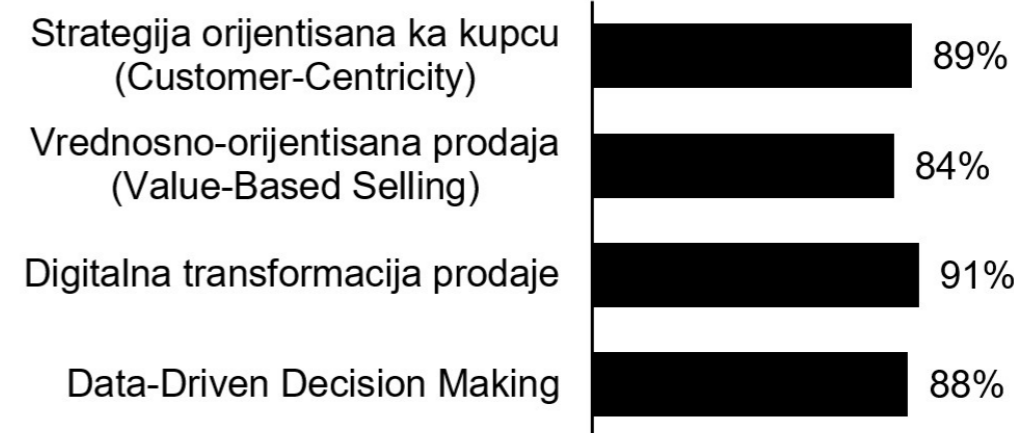 Strategija orijentisana ka kupcu
(Customer-Centricity)
89%
Vrednosno-orijentisana prodaja
(Value-Based Selling)
84%
Digitalna transformacija prodaje
91%
Data-Driven Decision Making
88%